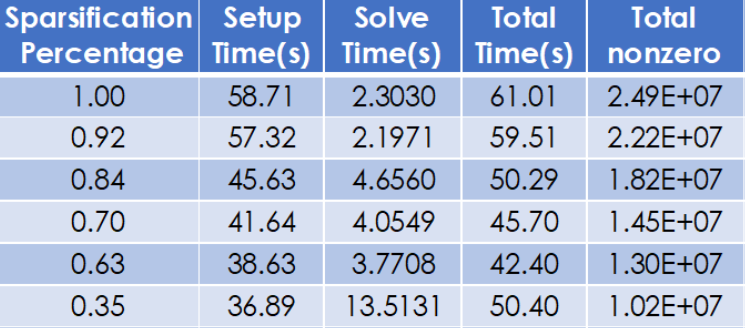 Sparsification Percentage Setup Time(s) Solve Time(s) Total Time(s) Total nonzero
1.00 58.71 2.3030 61.01 2.49E+07
0.92 57.32 2.1971 59.51 2.22E+07
0.84 45.63 4.6560 50.29 1.82E+07
0.70 41.64 4.0549 45.70 1.45E+07
0.63 38.63 3.7708 42.40 1.30E+07
0.35 36.89 13.5131 50.40 1.02E+07